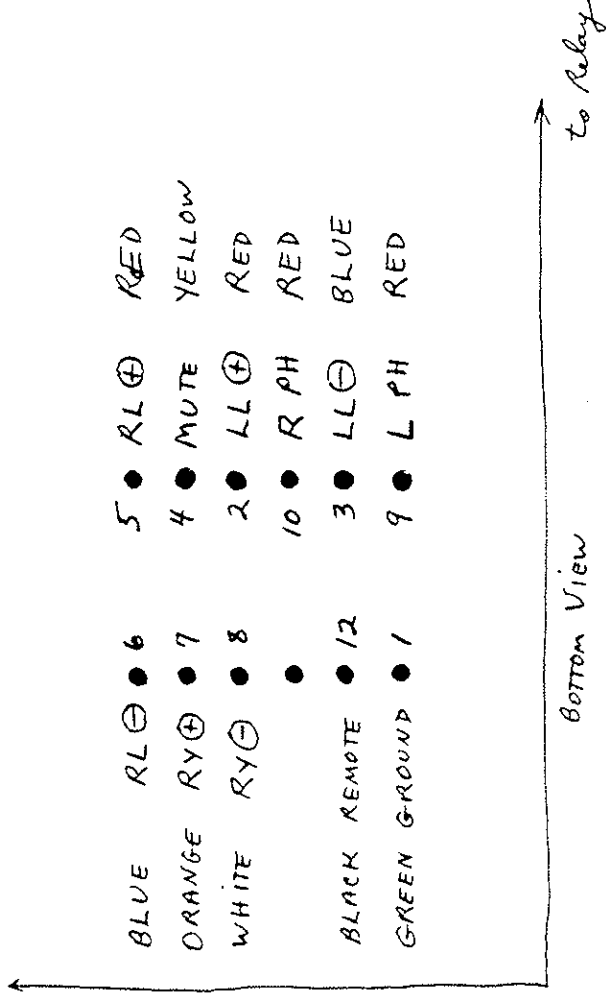 BLUE RL ⊖ ● 6 5 ● RL ⊕ RED
ORANGE RY ⊕ ● 7 4 ● MUTE YELLOW
WHITE RY ⊖ ● 8 2 ● LL ⊕ RED
● 10 ● R PH RED
BLACK REMOTE ● 12 3 ● LL ⊖ BLUE
GREEN GROUND ● 1 9 ● L PH RED
BOTTOM VIEW
to Relay